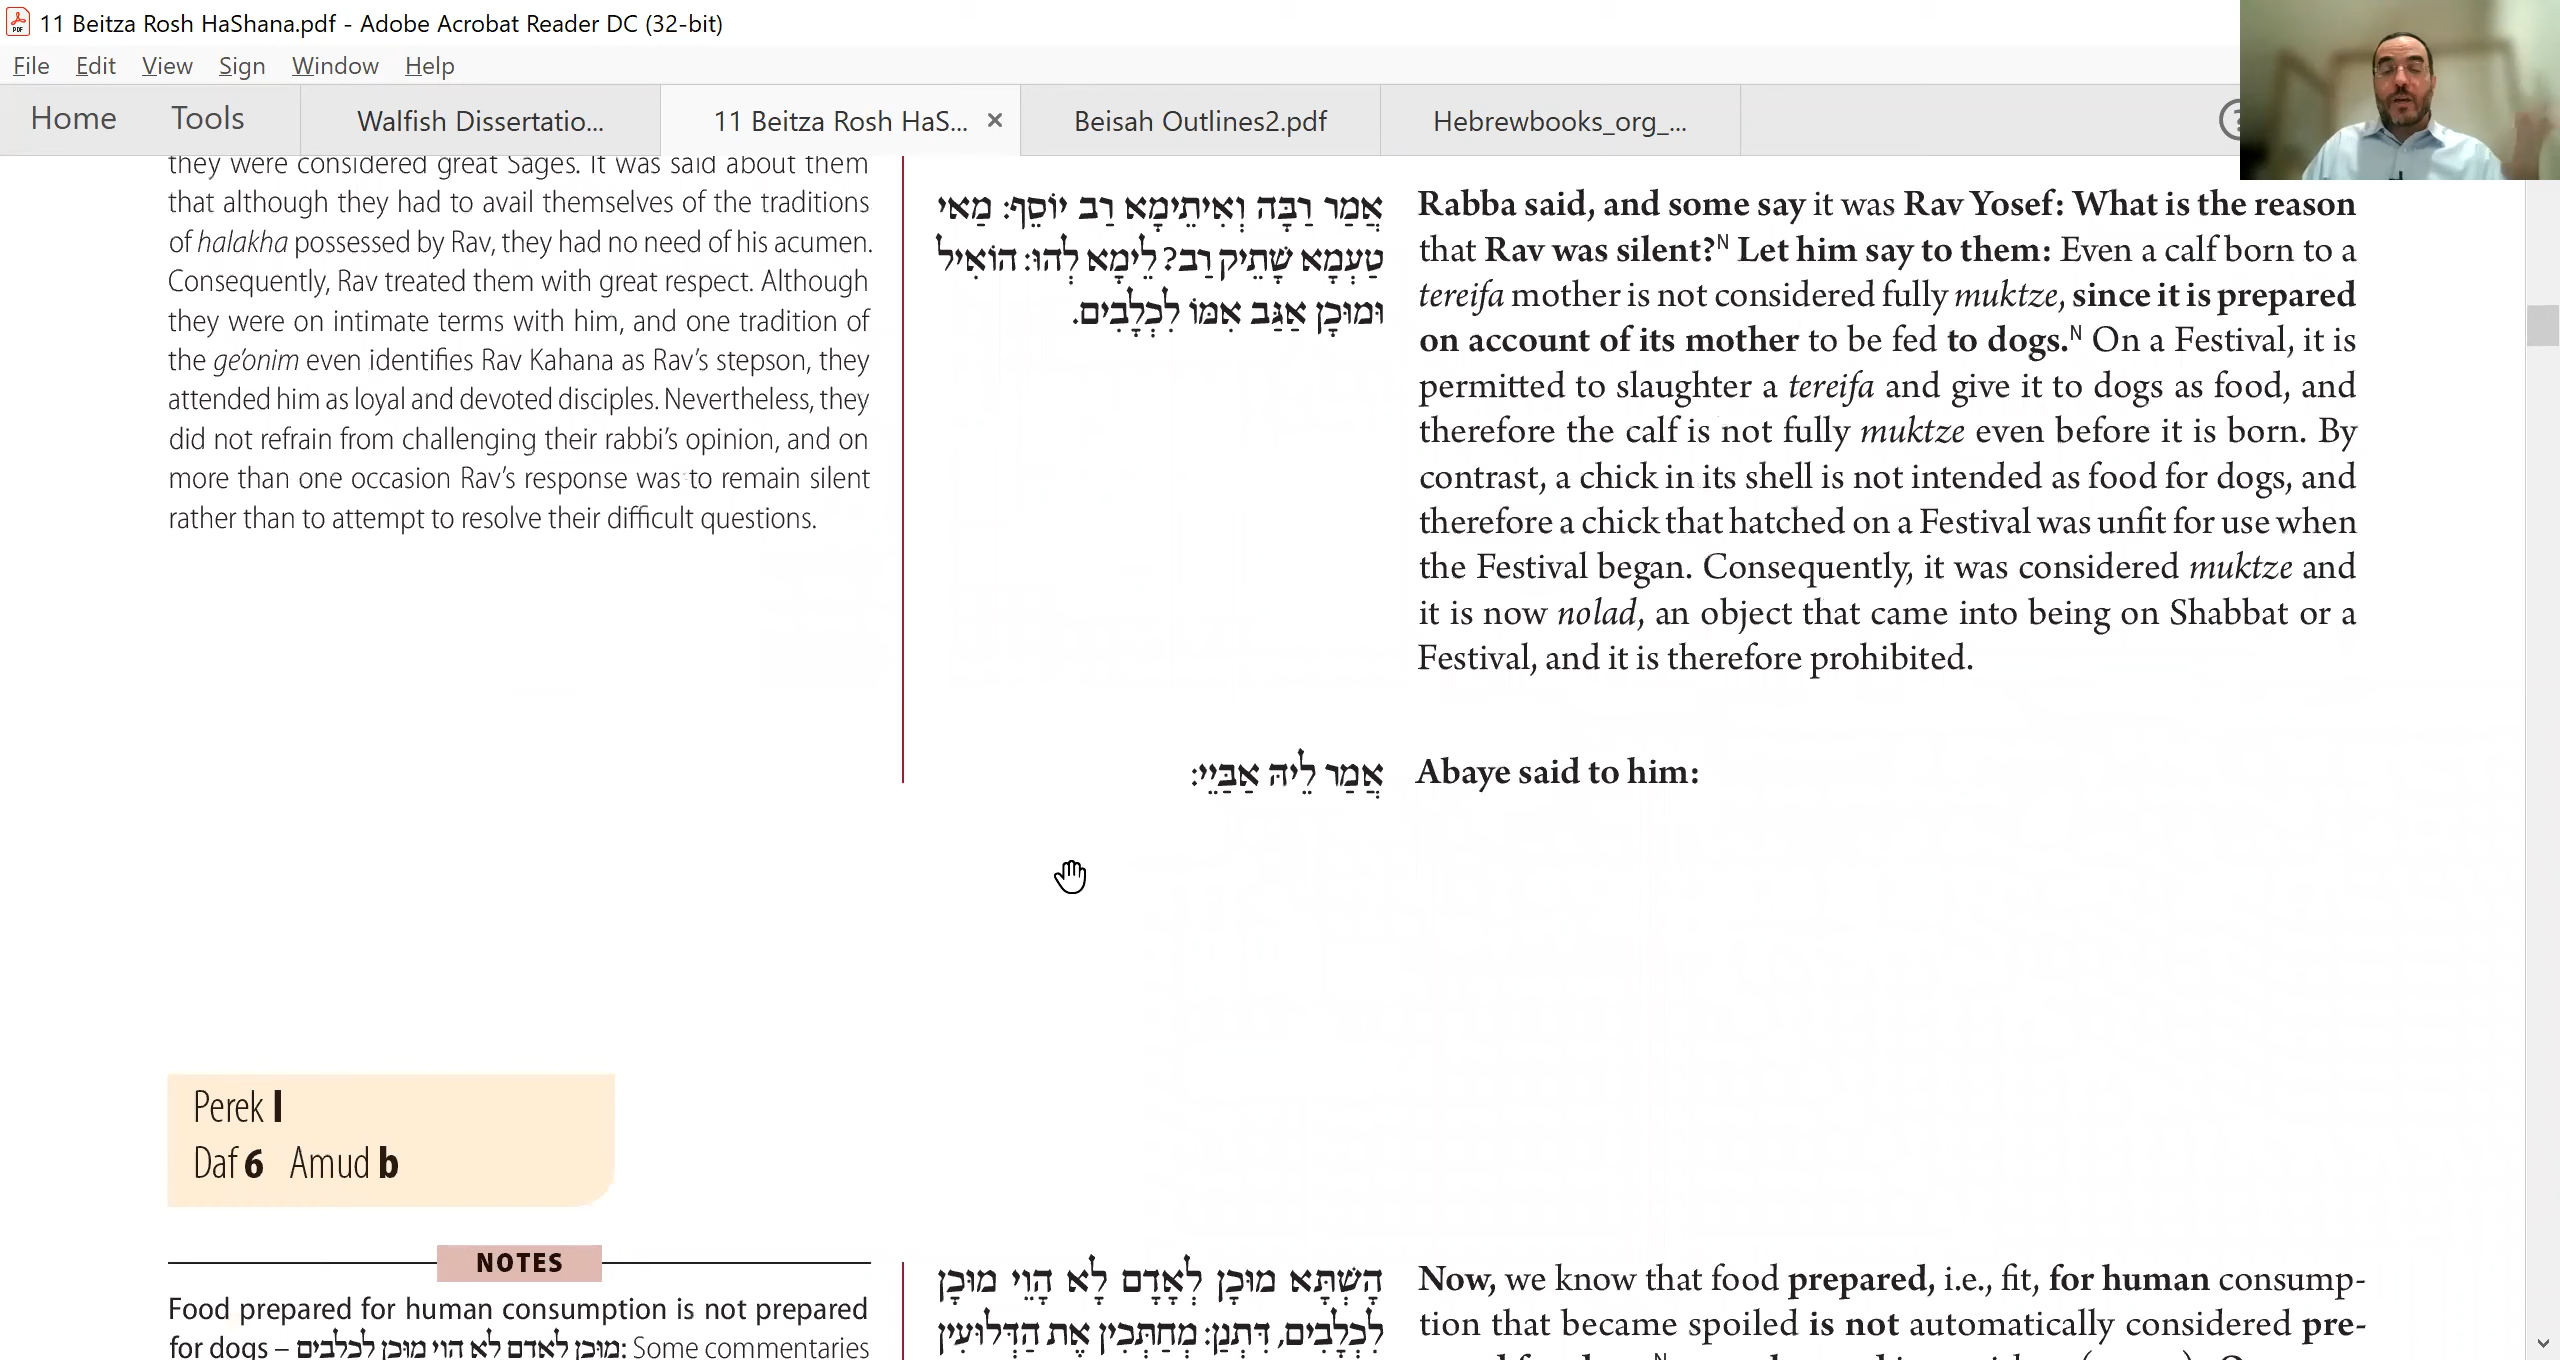 11 Beitza Rosh HaShana.pdf - Adobe Acrobat Reader DC (32-bit)
File Edit View Sign Window Help
Home Tools Walfish Dissertatio... 11 Beitza Rosh HaS... × Beisah Outlines2.pdf Hebrewbooks_org_...
they were considered great Sages. It was said about them
that although they had to avail themselves of the traditions
of halakha possessed by Rav, they had no need of his acumen.
Consequently, Rav treated them with great respect. Although
they were on intimate terms with him, and one tradition of
the ge'onim even identifies Rav Kahana as Rav's stepson, they
attended him as loyal and devoted disciples. Nevertheless, they
did not refrain from challenging their rabbi's opinion, and on
more than one occasion Rav's response was to remain silent
rather than to attempt to resolve their difficult questions.
אֲמַר רַבָּה וְאִיתֵימָא רַב יוֹסֵף: מַאי
טַעְמָא שָׁתֵיק רַב? לֵימָא לְהוּ: הוֹאִיל
וּמוּכָן אַגַּב אִמּוֹ לִכְלָבִים.
Rabba said, and some say it was Rav Yosef: What is the reason
that Rav was silent?N Let him say to them: Even a calf born to a
tereifa mother is not considered fully muktze, since it is prepared
on account of its mother to be fed to dogs.N On a Festival, it is
permitted to slaughter a tereifa and give it to dogs as food, and
therefore the calf is not fully muktze even before it is born. By
contrast, a chick in its shell is not intended as food for dogs, and
therefore a chick that hatched on a Festival was unfit for use when
the Festival began. Consequently, it was considered muktze and
it is now nolad, an object that came into being on Shabbat or a
Festival, and it is therefore prohibited.
אֲמַר לֵיהּ אַבַּיֵי:
Abaye said to him:
Perek I
Daf 6 Amud b
NOTES
Food prepared for human consumption is not prepared
for dogs – מוּכָן לְאָדָם לֹא הֲוֵי מוּכָן לִכְלָבִים: Some commentaries
הָשְׁתָּא מוּכָן לְאָדָם לֹא הָוֵי מוּכָן
לִכְלָבִים, דִּתְנַן: מְחַתְּכִין אֶת הַדְּלוּעִין
Now, we know that food prepared, i.e., fit, for human consump-
tion that became spoiled is not automatically considered pre-